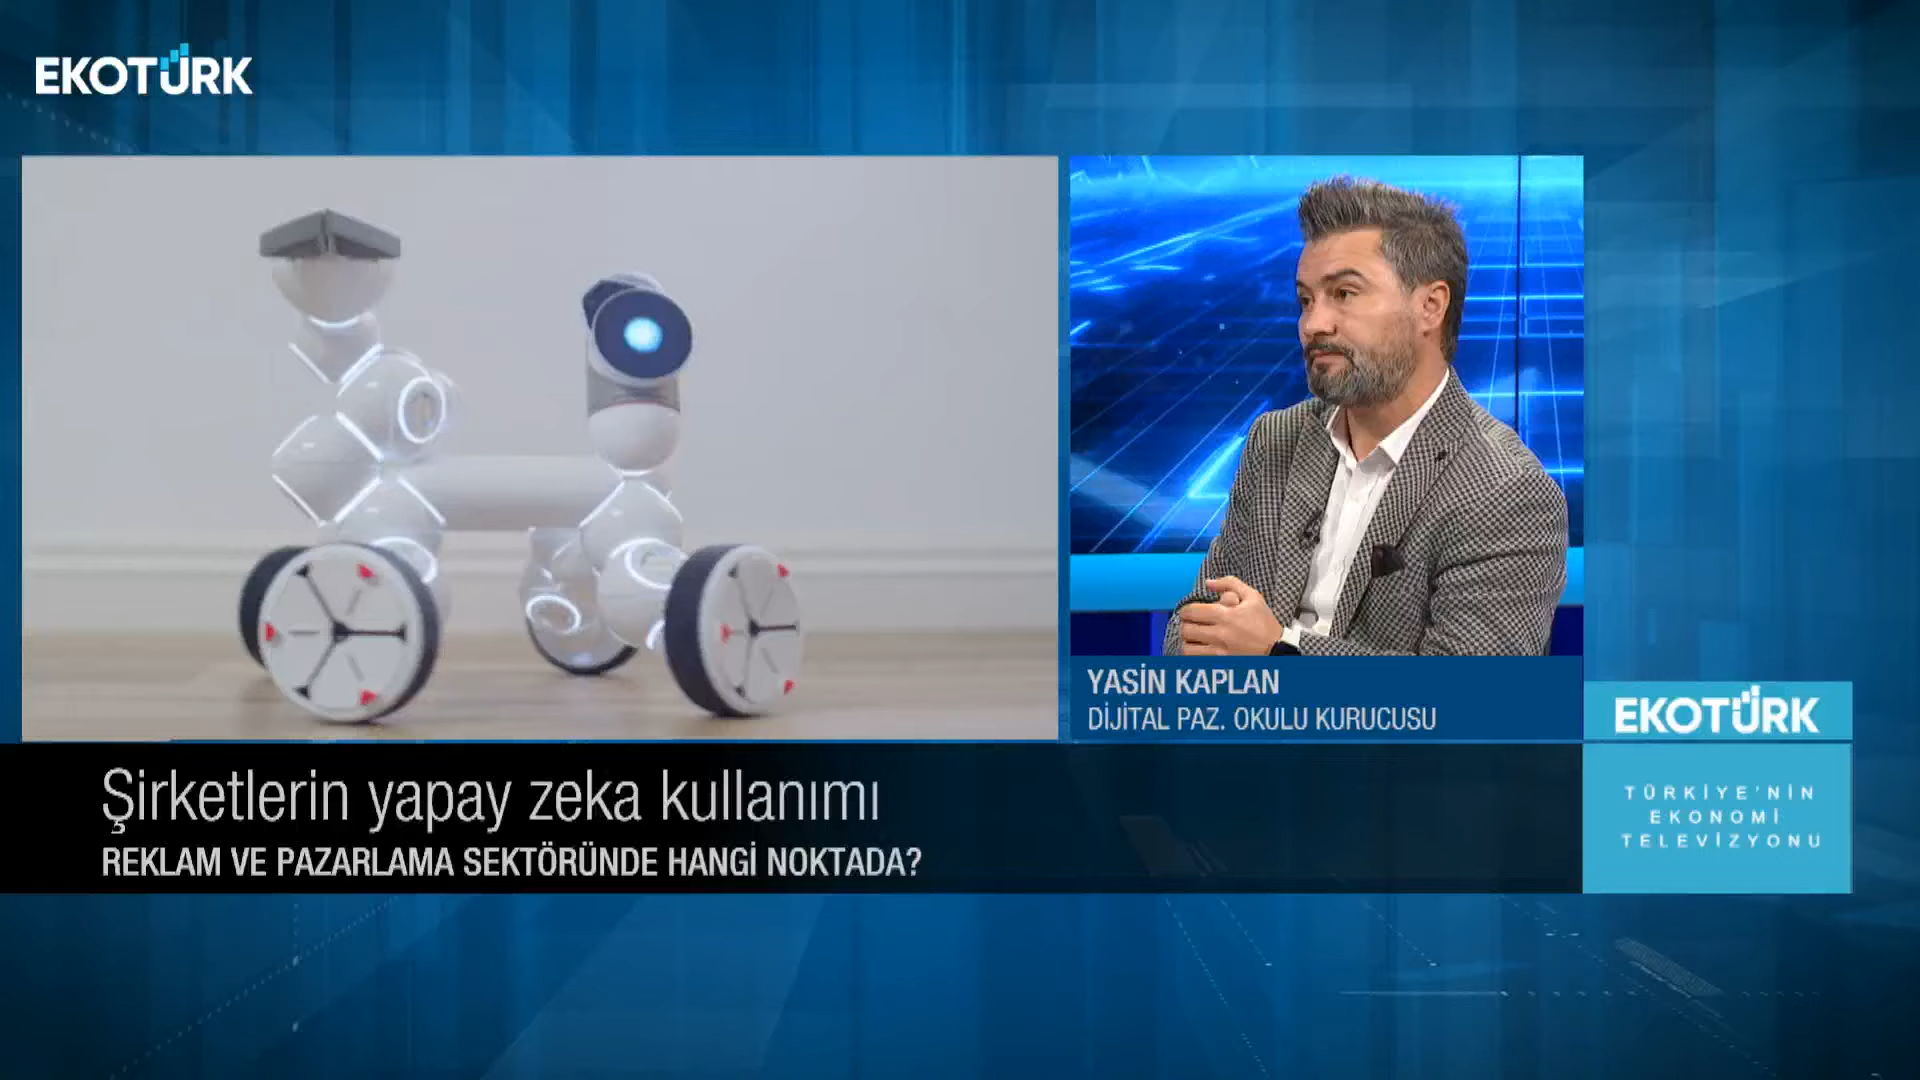 EKOTÜRK
YASİN KAPLAN
DİJİTAL PAZ. OKULU KURUCUSU
EKOTÜRK
Şirketlerin yapay zeka kullanımı
REKLAM VE PAZARLAMA SEKTÖRÜNDE HANGİ NOKTADA?
TÜRKİYE'NİN
EKONOMİ
TELEVİZYONU